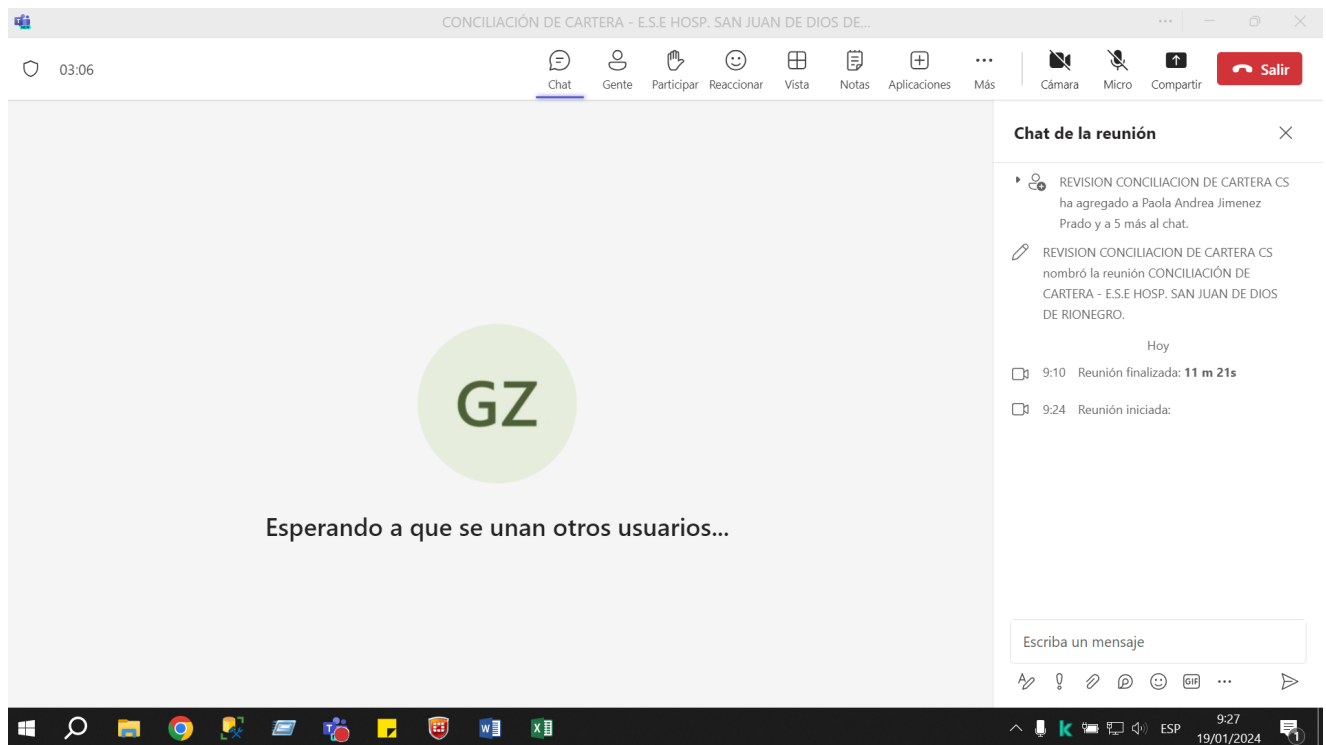 CONCILIACIÓN DE CARTERA - E.S.E HOSP. SAN JUAN DE DIOS DE...
03:06
Chat
Gente
Participar
Reaccionar
Vista
Notas
Aplicaciones
Más
Cámara
Micro
Compartir
Salir
Chat de la reunión
REVISION CONCILIACION DE CARTERA CS
ha agregado a Paola Andrea Jimenez
Prado y a 5 más al chat.
REVISION CONCILIACION DE CARTERA CS
nombró la reunión CONCILIACIÓN DE
CARTERA - E.S.E HOSP. SAN JUAN DE DIOS
DE RIONEGRO.
Hoy
9:10 Reunión finalizada: 11 m 21s
9:24 Reunión iniciada:
GZ
Esperando a que se unan otros usuarios...
Escriba un mensaje
GIF
ESP
9:27
19/01/2024
1